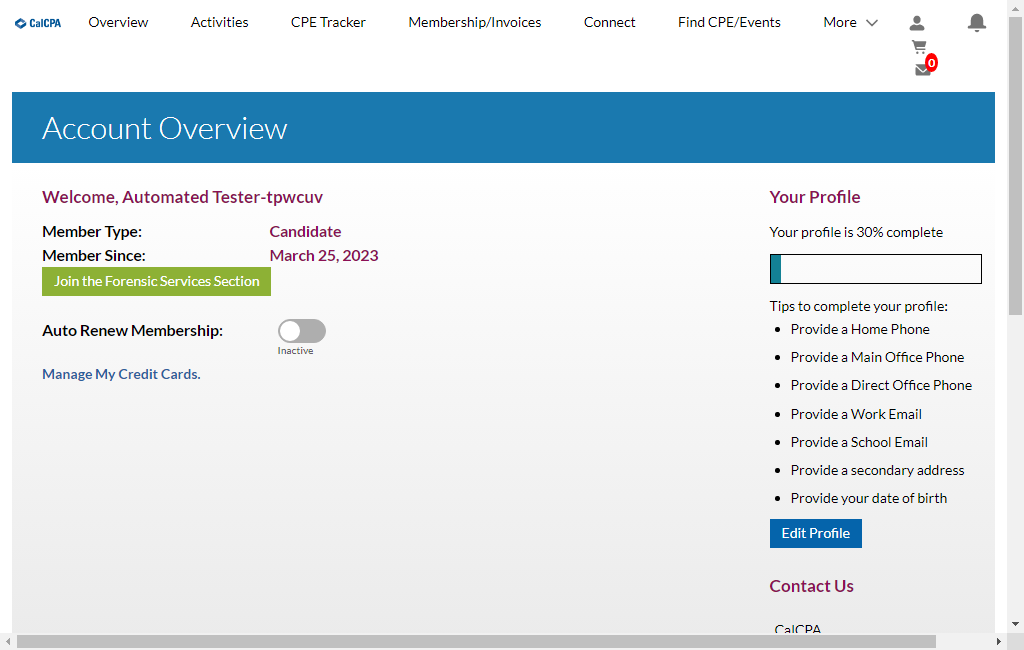 CalCPA Overview Activities CPE Tracker Membership/Invoices Connect Find CPE/Events More
0
Account Overview
Welcome, Automated Tester-tpwcuv
Member Type: Candidate
Member Since: March 25, 2023
Join the Forensic Services Section
Auto Renew Membership:
Inactive
Manage My Credit Cards.
Your Profile
Your profile is 30% complete
Tips to complete your profile:
Provide a Home Phone
Provide a Main Office Phone
Provide a Direct Office Phone
Provide a Work Email
Provide a School Email
Provide a secondary address
Provide your date of birth
Edit Profile
Contact Us
CalCPA